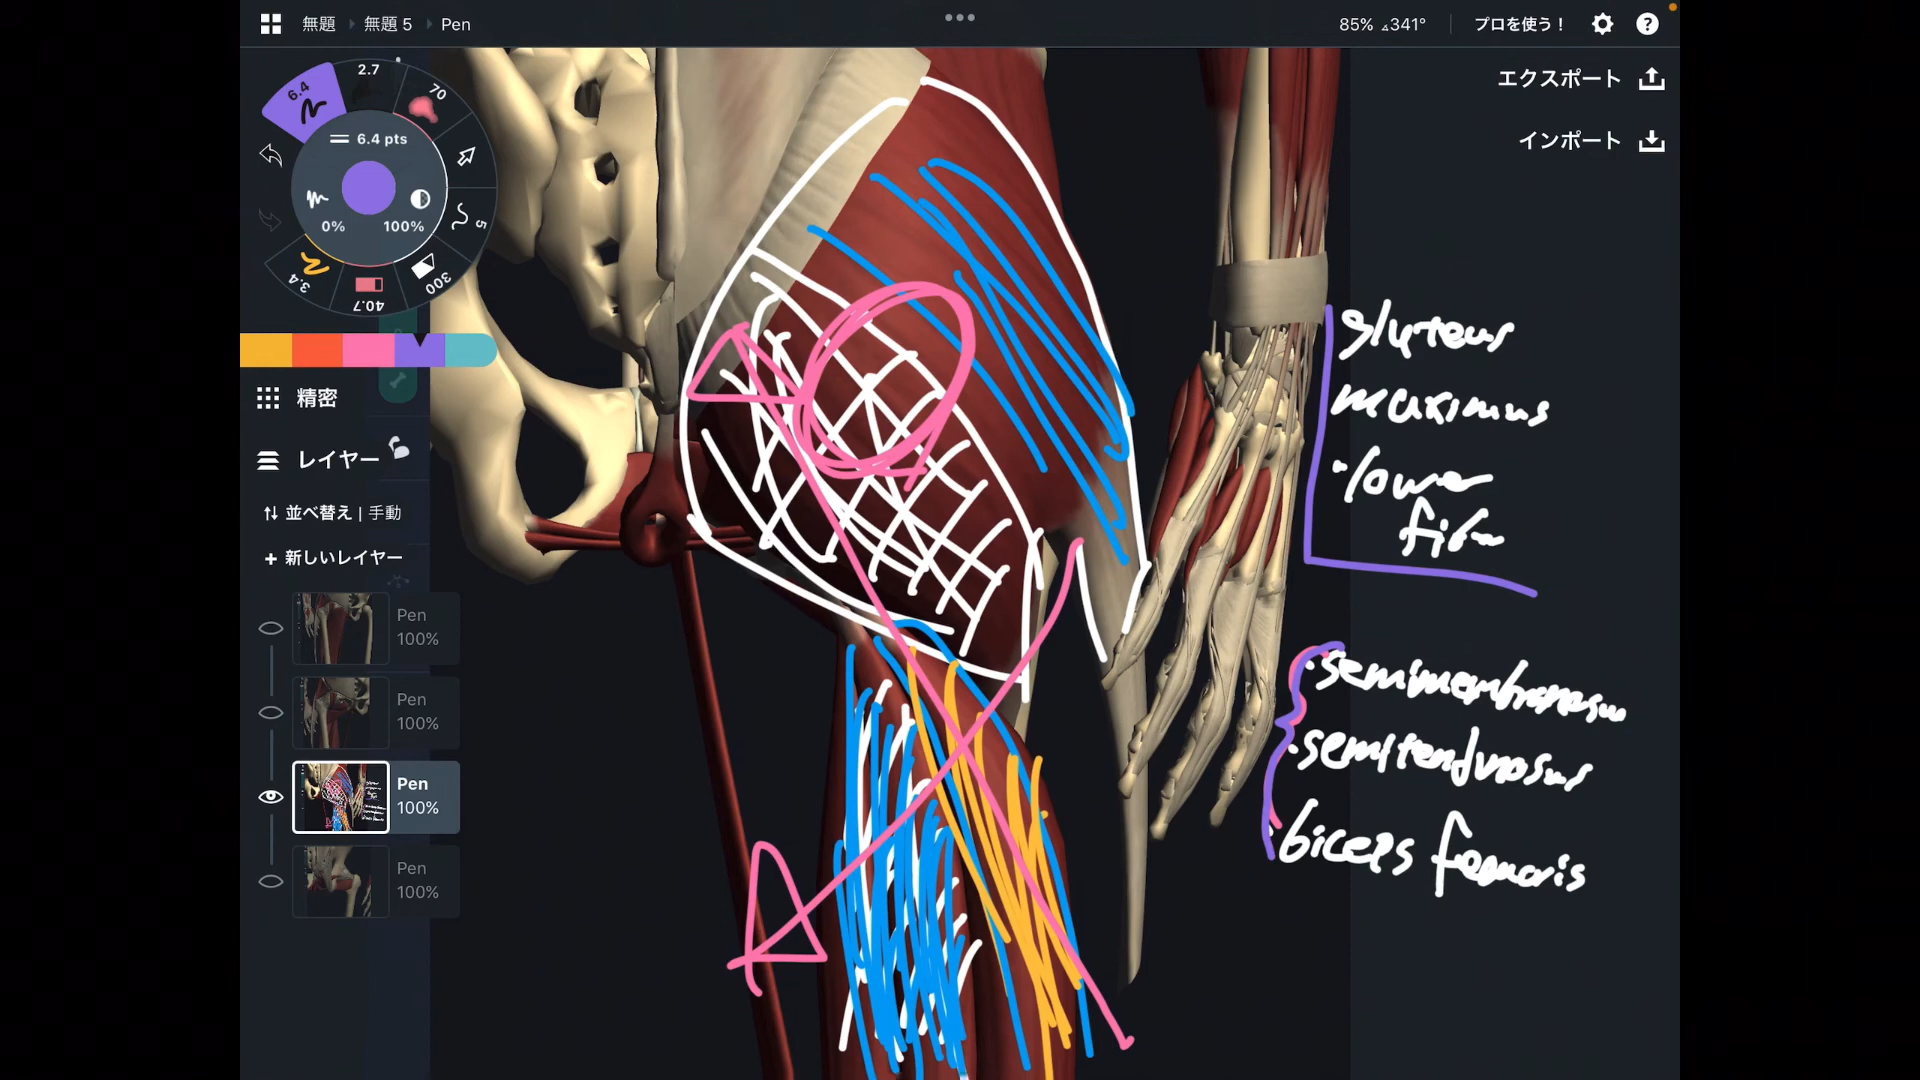 無題 › 無題 5 › Pen
85% ⦟341°
プロを使う！
エクスポート
インポート
2.7
6.4
70
6.4 pts
0%
100%
5
3.4
40.7
300
精密
レイヤー
並べ替え | 手動
+ 新しいレイヤー
Pen
100%
Pen
100%
Pen
100%
Pen
100%
gluteus
maximus
・lower
・semimembranosus
・semitendinosus
・biceps femoris